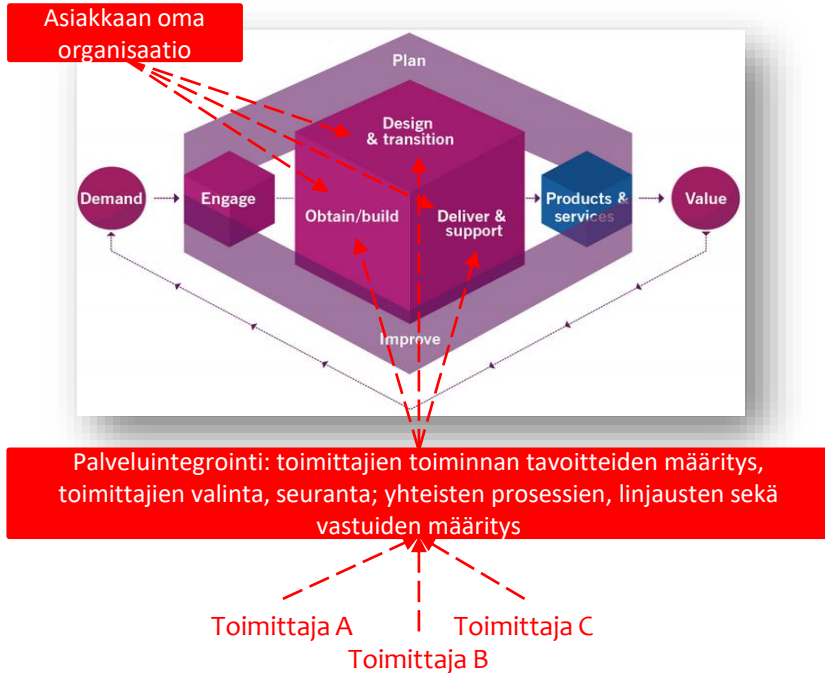 Asiakkaan oma
organisaatio
Plan
Design
& transition
Demand
Engage
Obtain/build
Deliver &
support
Products &
services
Value
Improve
Palveluintegrointi: toimittajien toiminnan tavoitteiden määritys,
toimittajien valinta, seuranta; yhteisten prosessien, linjausten sekä
vastuiden määritys
Toimittaja A
Toimittaja C
Toimittaja B